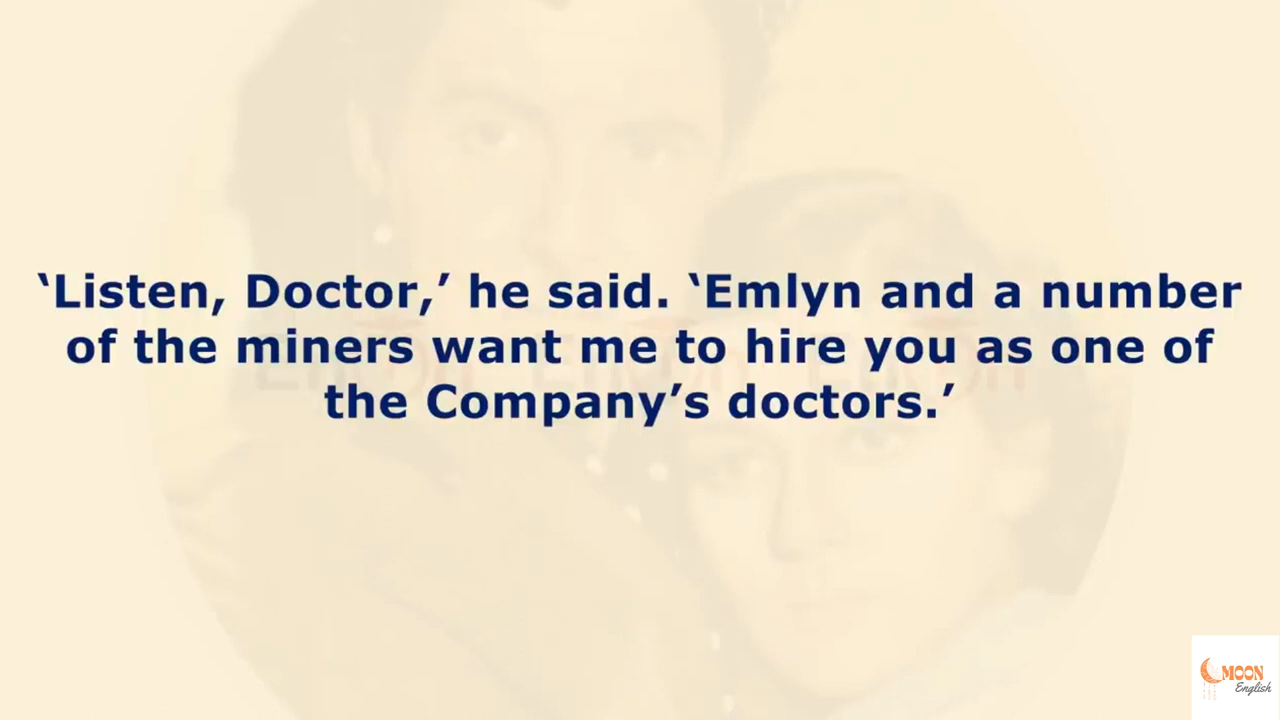 ‘Listen, Doctor,’ he said. ‘Emlyn and a number
of the miners want me to hire you as one of
the Company’s doctors.’
MOON
English